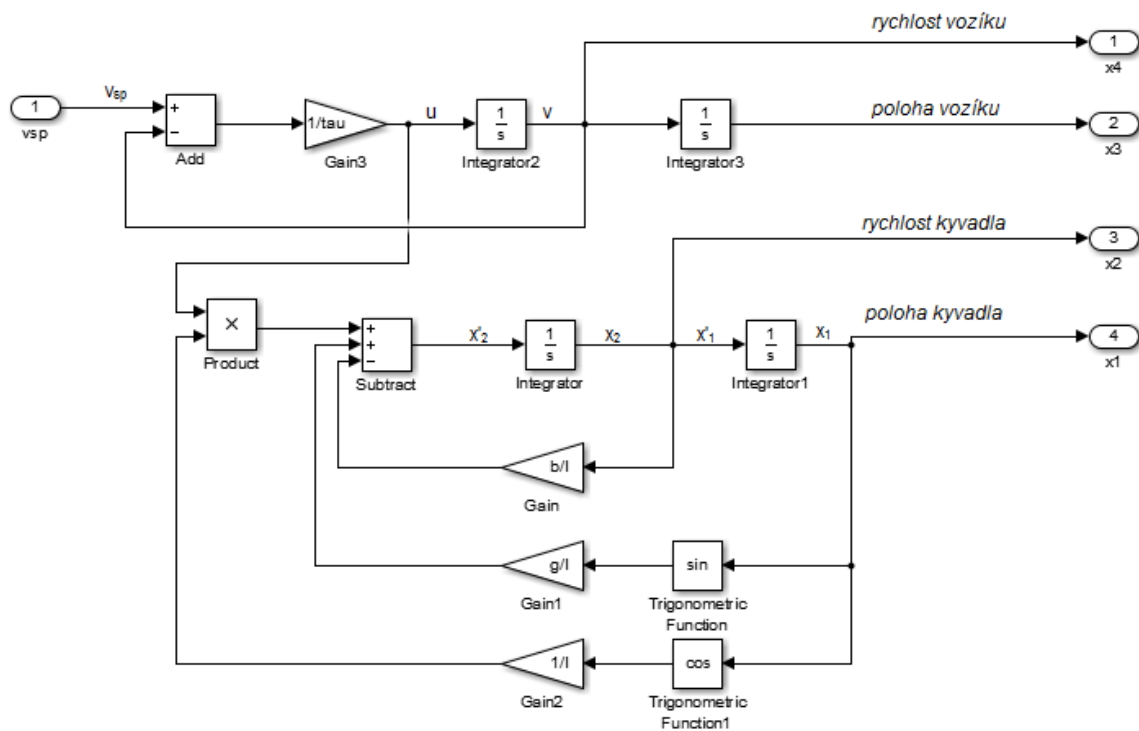 rychlost vozíku
1
x4
1
vsp
Vsp
+
−
Add
1/tau
Gain3
u
1
s
Integrator2
v
1
s
Integrator3
poloha vozíku
2
x3
rychlost kyvadla
3
x2
×
Product
+
+
−
Subtract
x'2
1
s
Integrator
x2
x'1
1
s
Integrator1
x1
poloha kyvadla
4
x1
b/l
Gain
g/l
Gain1
sin
Trigonometric
Function
1/l
Gain2
cos
Trigonometric
Function1